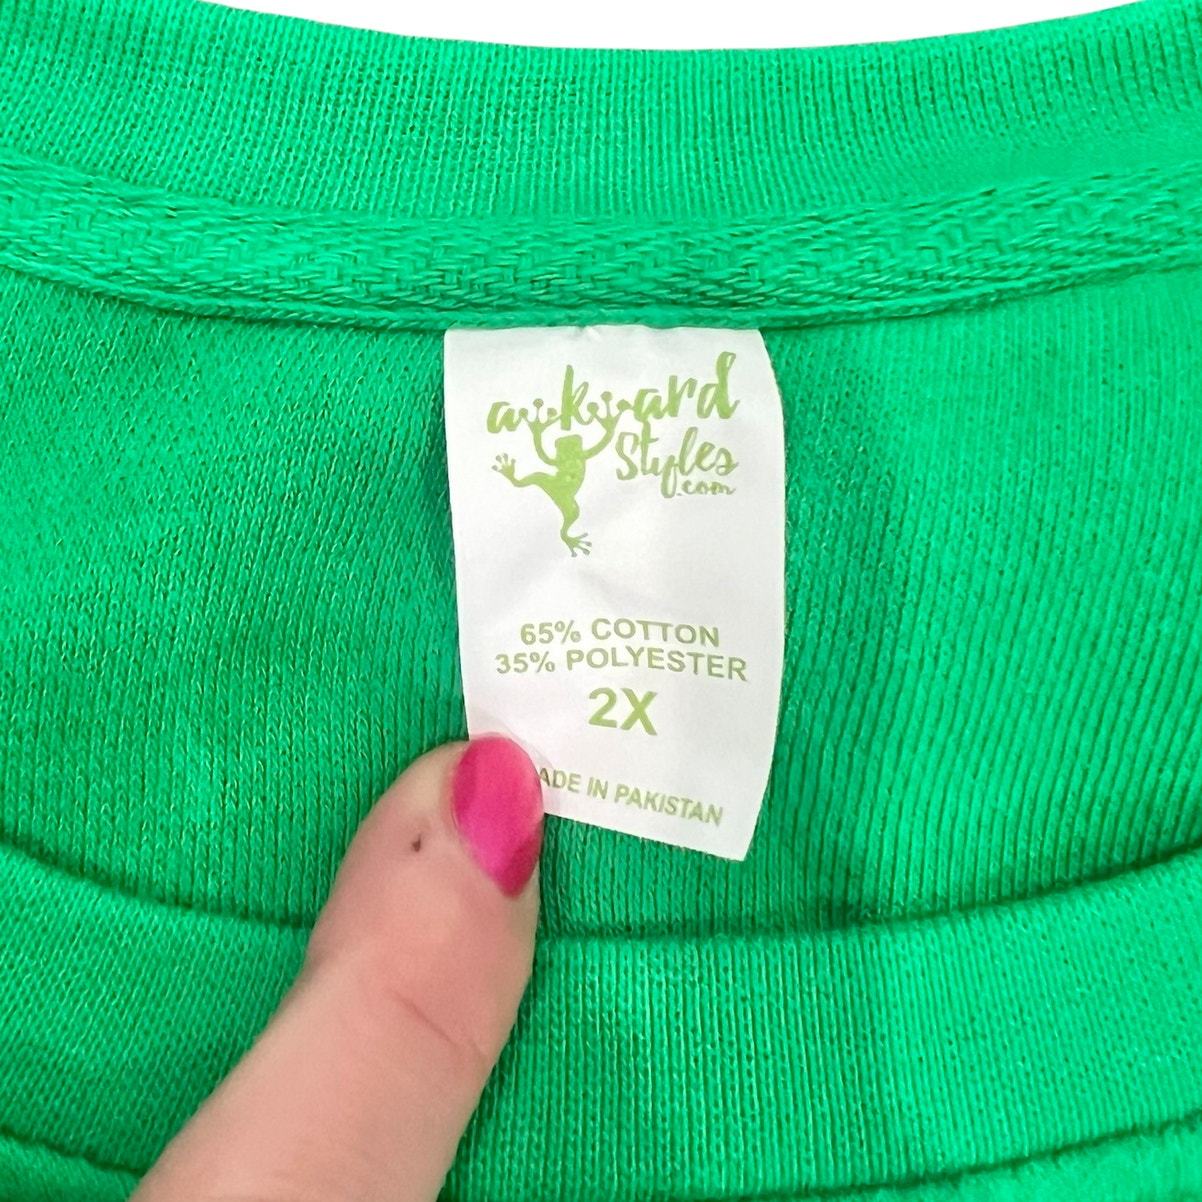 awkward
Styles
.com
65% COTTON
35% POLYESTER
2X
ADE IN PAKISTAN